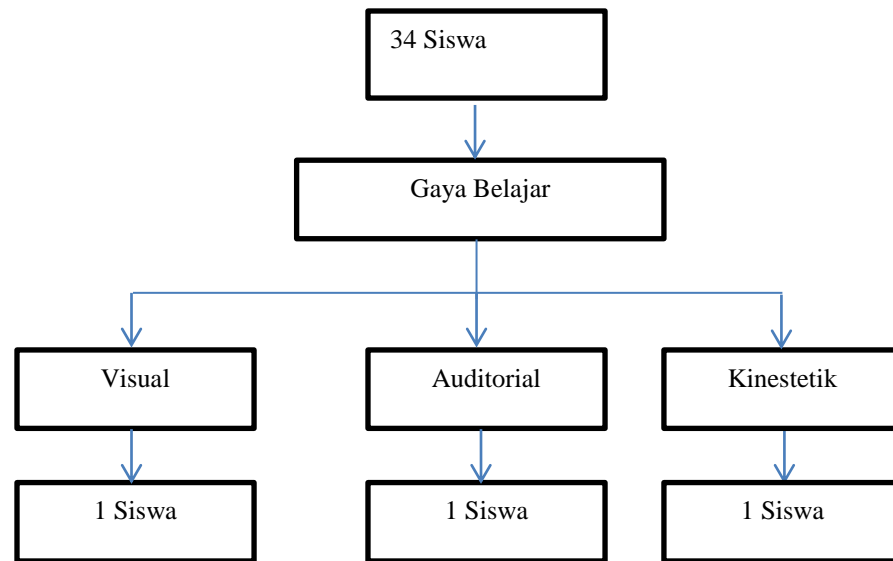 34 Siswa
Gaya Belajar
Visual
Auditorial
Kinestetik
1 Siswa
1 Siswa
1 Siswa